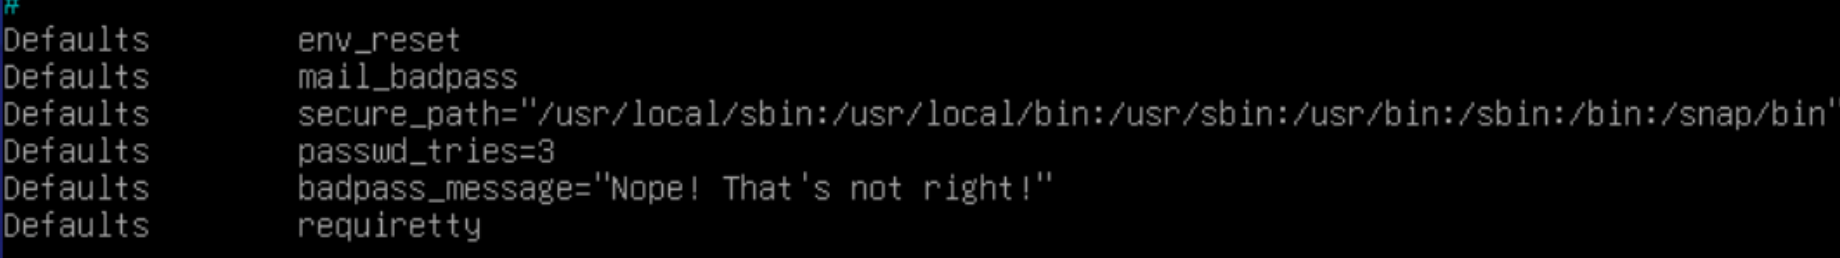 #
Defaults        env_reset
Defaults        mail_badpass
Defaults        secure_path="/usr/local/sbin:/usr/local/bin:/usr/sbin:/usr/bin:/sbin:/bin:/snap/bin"
Defaults        passwd_tries=3
Defaults        badpass_message="Nope! That's not right!"
Defaults        requiretty